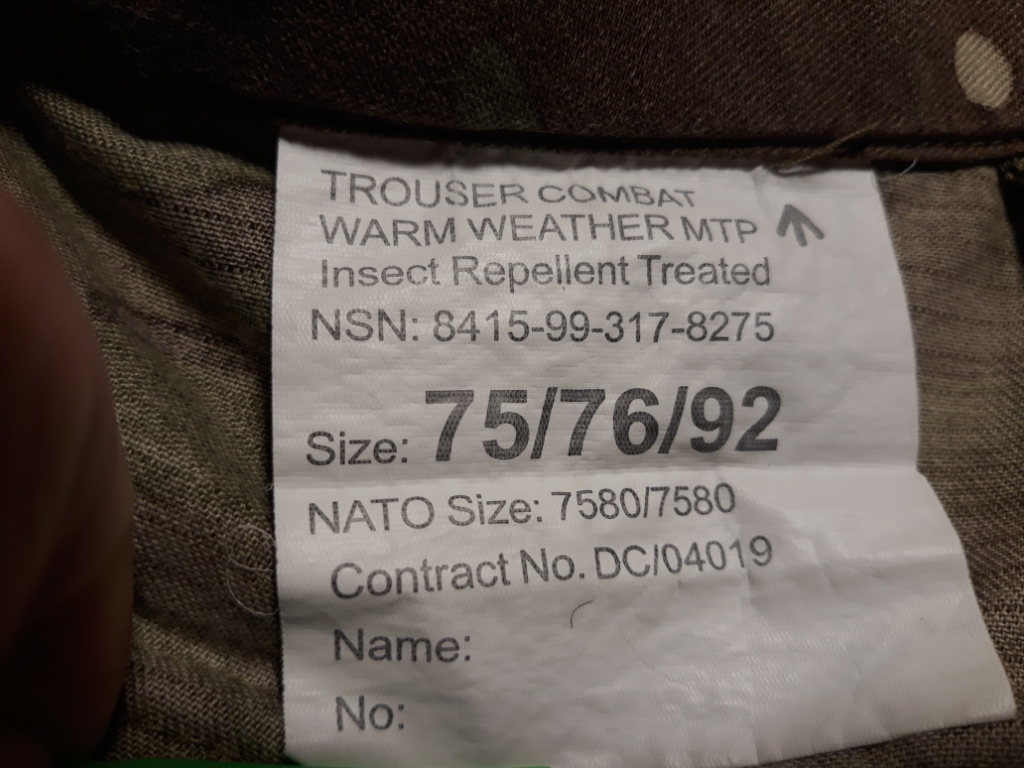 TROUSER COMBAT
WARM WEATHER MTP
Insect Repellent Treated
NSN: 8415-99-317-8275
Size: 75/76/92
NATO Size: 7580/7580
Contract No. DC/04019
Name:
No: